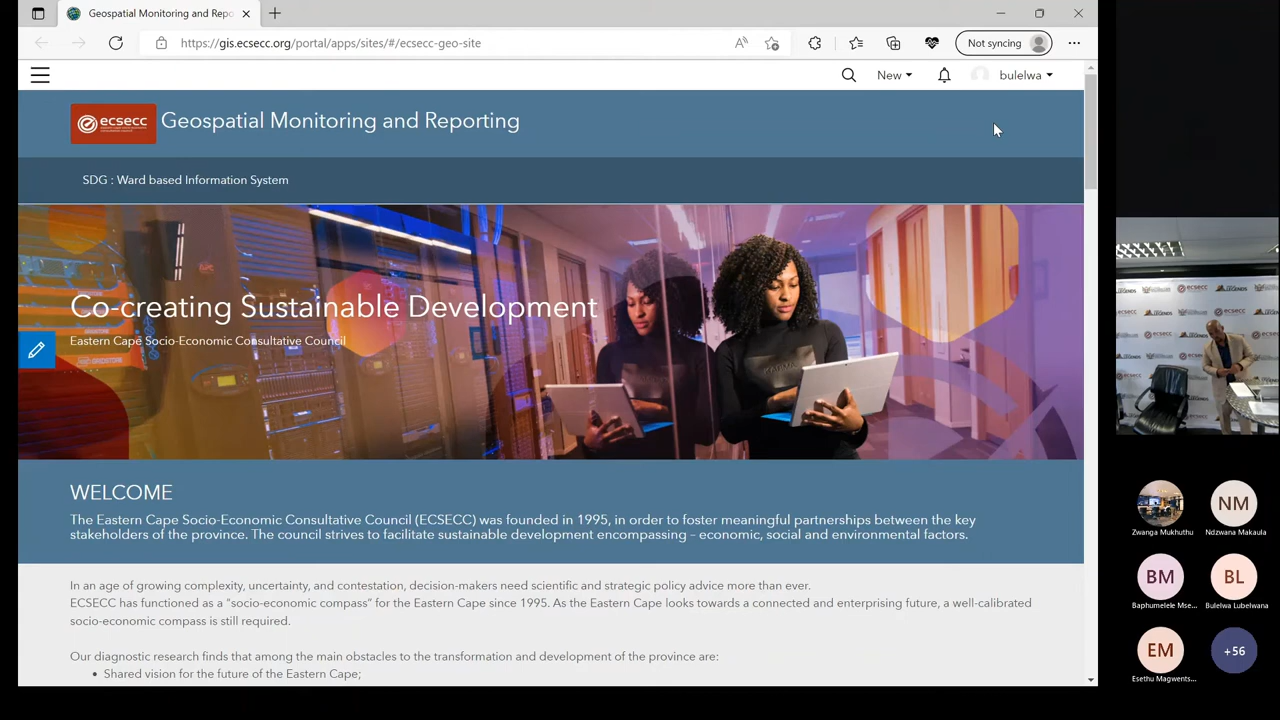 Geospatial Monitoring and Repo
https://gis.ecsecc.org/portal/apps/sites/#/ecsecc-geo-site
Not syncing
New
bulelwa
ecsecc
Geospatial Monitoring and Reporting
SDG : Ward based Information System
Co-creating Sustainable Development
Eastern Cape Socio-Economic Consultative Council
WELCOME
The Eastern Cape Socio-Economic Consultative Council (ECSECC) was founded in 1995, in order to foster meaningful partnerships between the key
stakeholders of the province. The council strives to facilitate sustainable development encompassing – economic, social and environmental factors.
In an age of growing complexity, uncertainty, and contestation, decision-makers need scientific and strategic policy advice more than ever.
ECSECC has functioned as a “socio-economic compass” for the Eastern Cape since 1995. As the Eastern Cape looks towards a connected and enterprising future, a well-calibrated
socio-economic compass is still required.
Our diagnostic research finds that among the main obstacles to the transformation and development of the province are:
• Shared vision for the future of the Eastern Cape;
ecsecc
LEGENDS
Zwanga Mukhuthu
NM
Ndzwana Makaula
BM
Baphumelele Mse...
BL
Bulelwa Lubelwana
EM
Esethu Magwents...
+56